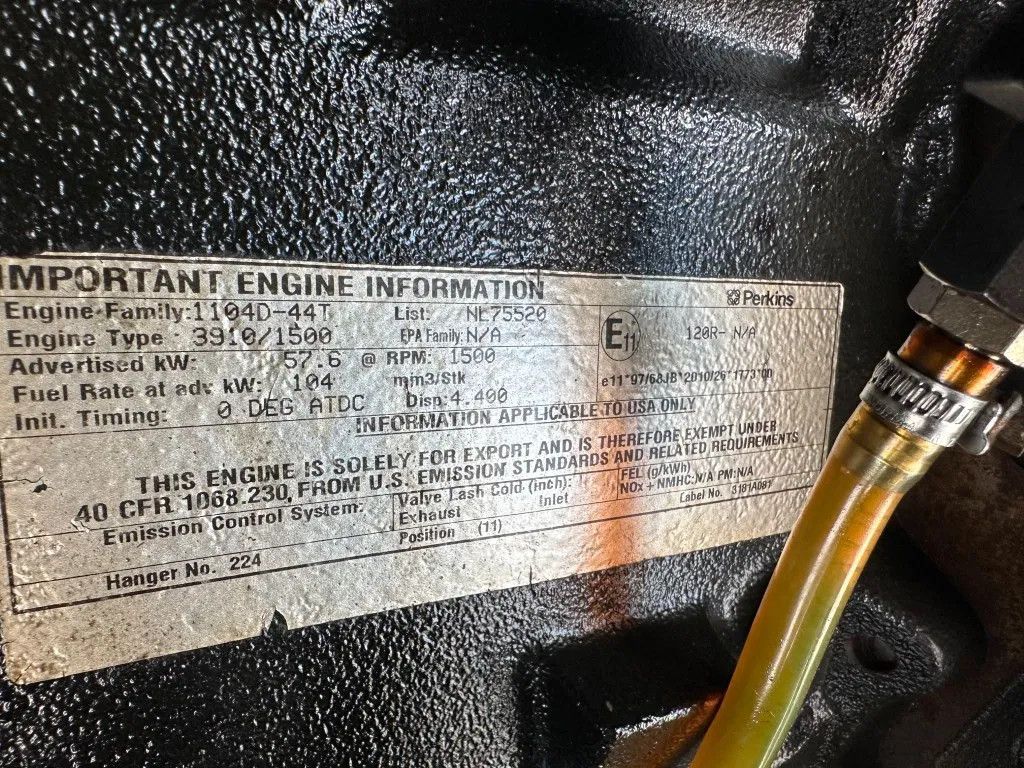 IMPORTANT ENGINE INFORMATION
Perkins
Engine Family: 1104D-44T List: NL75520
Engine Type 3910/1500 EPA Family: N/A
E11 120R- N/A
Advertised kW: 57.6 @ RPM: 1500
Fuel Rate at adv kW: 104 mm3/Stk
Init. Timing: 0 DEG ATDC Disp: 4.400
INFORMATION APPLICABLE TO USA ONLY
THIS ENGINE IS SOLELY FOR EXPORT AND IS THEREFORE EXEMPT UNDER
40 CFR 1068.230, FROM U.S. EMISSION STANDARDS AND RELATED REQUIREMENTS
Emission Control System: Valve Lash Cold (inch): FEL (g/kWh)
Exhaust Inlet NOx + NMHC: N/A PM: N/A
Position (11) Label No.
Hanger No. 224